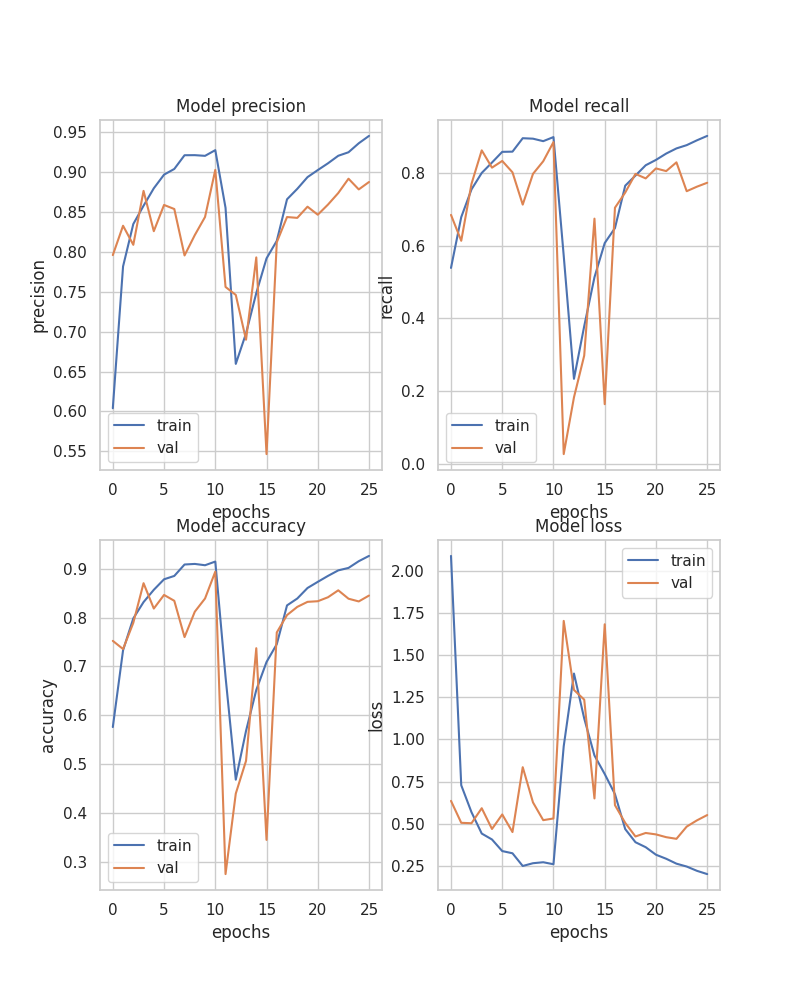 Model precision
precision
0.95
0.90
0.85
0.80
0.75
0.70
0.65
0.60
0.55
train
val
0 5 10 15 20 25
epochs
Model recall
recall
0.8
0.6
0.4
0.2
0.0
train
val
0 5 10 15 20 25
epochs
Model accuracy
accuracy
0.9
0.8
0.7
0.6
0.5
0.4
0.3
train
val
0 5 10 15 20 25
epochs
Model loss
loss
2.00
1.75
1.50
1.25
1.00
0.75
0.50
0.25
train
val
0 5 10 15 20 25
epochs